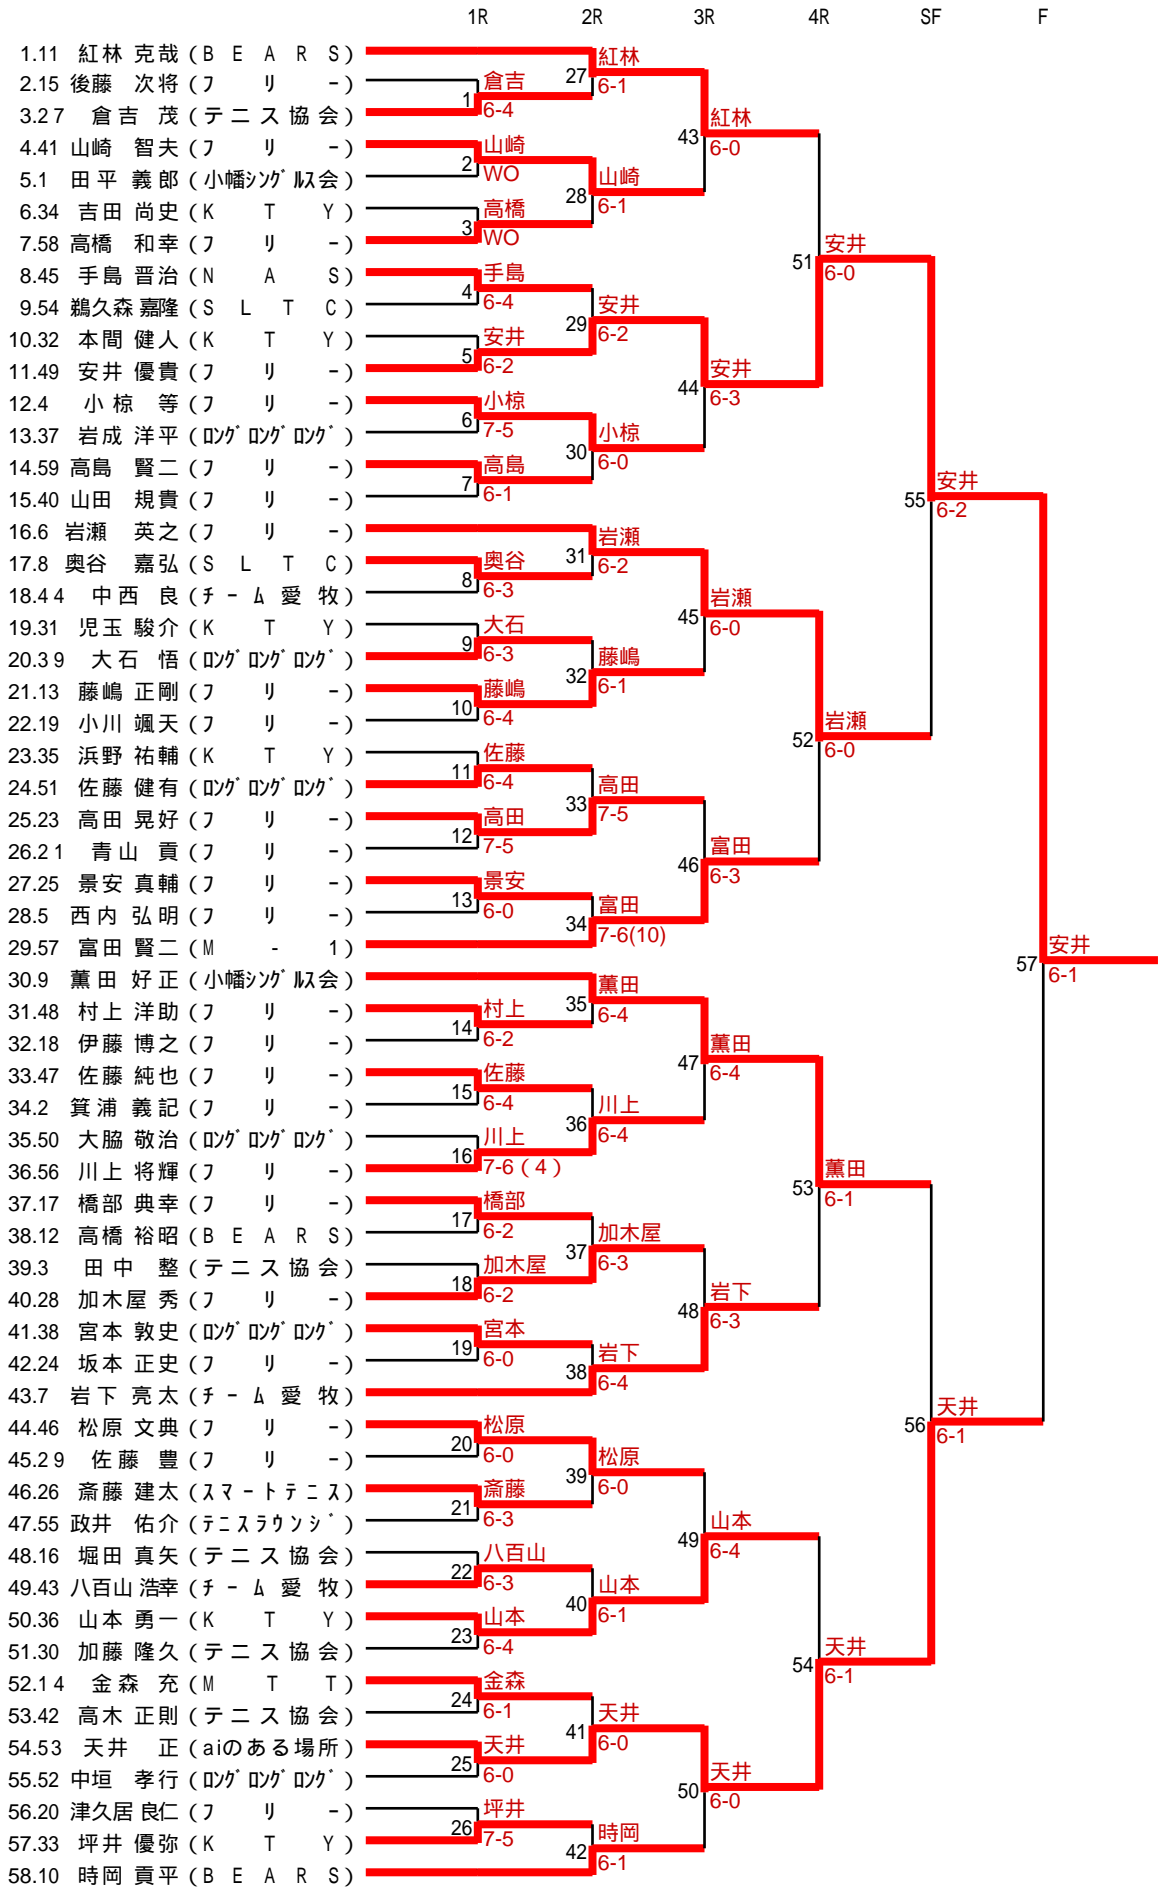 1R 2R 3R 4R SF F
1.11 紅林 克哉 (BEARS)
2.15 後藤 次将 (フリ-)
3.27 倉吉 茂 (テニス協会)
4.41 山崎 智夫 (フリ-)
5.1 田平 義郎 (小幡シングルス会)
6.34 吉田 尚史 (KTY)
7.58 高橋 和幸 (フリ-)
8.45 手島 晋治 (NAS)
9.54 鵜久森 嘉隆 (SLTC)
10.32 本間 健人 (KTY)
11.49 安井 優貴 (フリ-)
12.4 小椋 等 (フリ-)
13.37 岩成 洋平 (ロングロングロング)
14.59 高島 賢二 (フリ-)
15.40 山田 規貴 (フリ-)
16.6 岩瀬 英之 (フリ-)
17.8 奥谷 嘉弘 (SLTC)
18.44 中西 良 (チ-ム愛牧)
19.31 児玉 駿介 (KTY)
20.39 大石 悟 (ロングロングロング)
21.13 藤嶋 正剛 (フリ-)
22.19 小川 颯天 (フリ-)
23.35 浜野 祐輔 (KTY)
24.51 佐藤 健有 (ロングロングロング)
25.23 高田 晃好 (フリ-)
26.21 青山 貢 (フリ-)
27.25 景安 真輔 (フリ-)
28.5 西内 弘明 (フリ-)
29.57 富田 賢二 (M-1)
30.9 薫田 好正 (小幡シングルス会)
31.48 村上 洋助 (フリ-)
32.18 伊藤 博之 (フリ-)
33.47 佐藤 純也 (フリ-)
34.2 箕浦 義記 (フリ-)
35.50 大脇 敬治 (ロングロングロング)
36.56 川上 将輝 (フリ-)
37.17 橋部 典幸 (フリ-)
38.12 高橋 裕昭 (BEARS)
39.3 田中 整 (テニス協会)
40.28 加木屋 秀 (フリ-)
41.38 宮本 敦史 (ロングロングロング)
42.24 坂本 正史 (フリ-)
43.7 岩下 亮太 (チ-ム愛牧)
44.46 松原 文典 (フリ-)
45.29 佐藤 豊 (フリ-)
46.26 斎藤 建太 (スマ-トテニス)
47.55 政井 佑介 (テニスラウンジ)
48.16 堀田 真矢 (テニス協会)
49.43 八百山 浩幸 (チ-ム愛牧)
50.36 山本 勇一 (KTY)
51.30 加藤 隆久 (テニス協会)
52.14 金森 充 (MTT)
53.42 高木 正則 (テニス協会)
54.53 天井 正 (aiのある場所)
55.52 中垣 孝行 (ロングロングロング)
56.20 津久居 良仁 (フリ-)
57.33 坪井 優弥 (KTY)
58.10 時岡 貢平 (BEARS)
1 倉吉 6-4
2 山崎 WO
3 高橋 WO
4 手島 6-4
5 安井 6-2
6 小椋 7-5
7 高島 6-1
8 奥谷 6-3
9 大石 6-3
10 藤嶋 6-4
11 佐藤 6-4
12 高田 7-5
13 景安 6-0
14 村上 6-2
15 佐藤 6-4
16 川上 7-6(4)
17 橋部 6-2
18 加木屋 6-2
19 宮本 6-0
20 松原 6-0
21 斎藤 6-3
22 八百山 6-3
23 山本 6-4
24 金森 6-1
25 天井 6-0
26 坪井 7-5
27 紅林 6-1
28 山崎 6-1
29 安井 6-2
30 小椋 6-0
31 岩瀬 6-2
32 藤嶋 6-1
33 高田 7-5
34 富田 7-6(10)
35 薫田 6-4
36 川上 6-4
37 加木屋 6-3
38 岩下 6-4
39 松原 6-0
40 山本 6-1
41 天井 6-0
42 時岡 6-1
43 紅林 6-0
44 安井 6-3
45 岩瀬 6-0
46 富田 6-3
47 薫田 6-4
48 岩下 6-3
49 山本 6-4
50 天井 6-0
51 安井 6-0
52 岩瀬 6-0
53 薫田 6-1
54 天井 6-1
55 安井 6-2
56 天井 6-1
57 安井 6-1